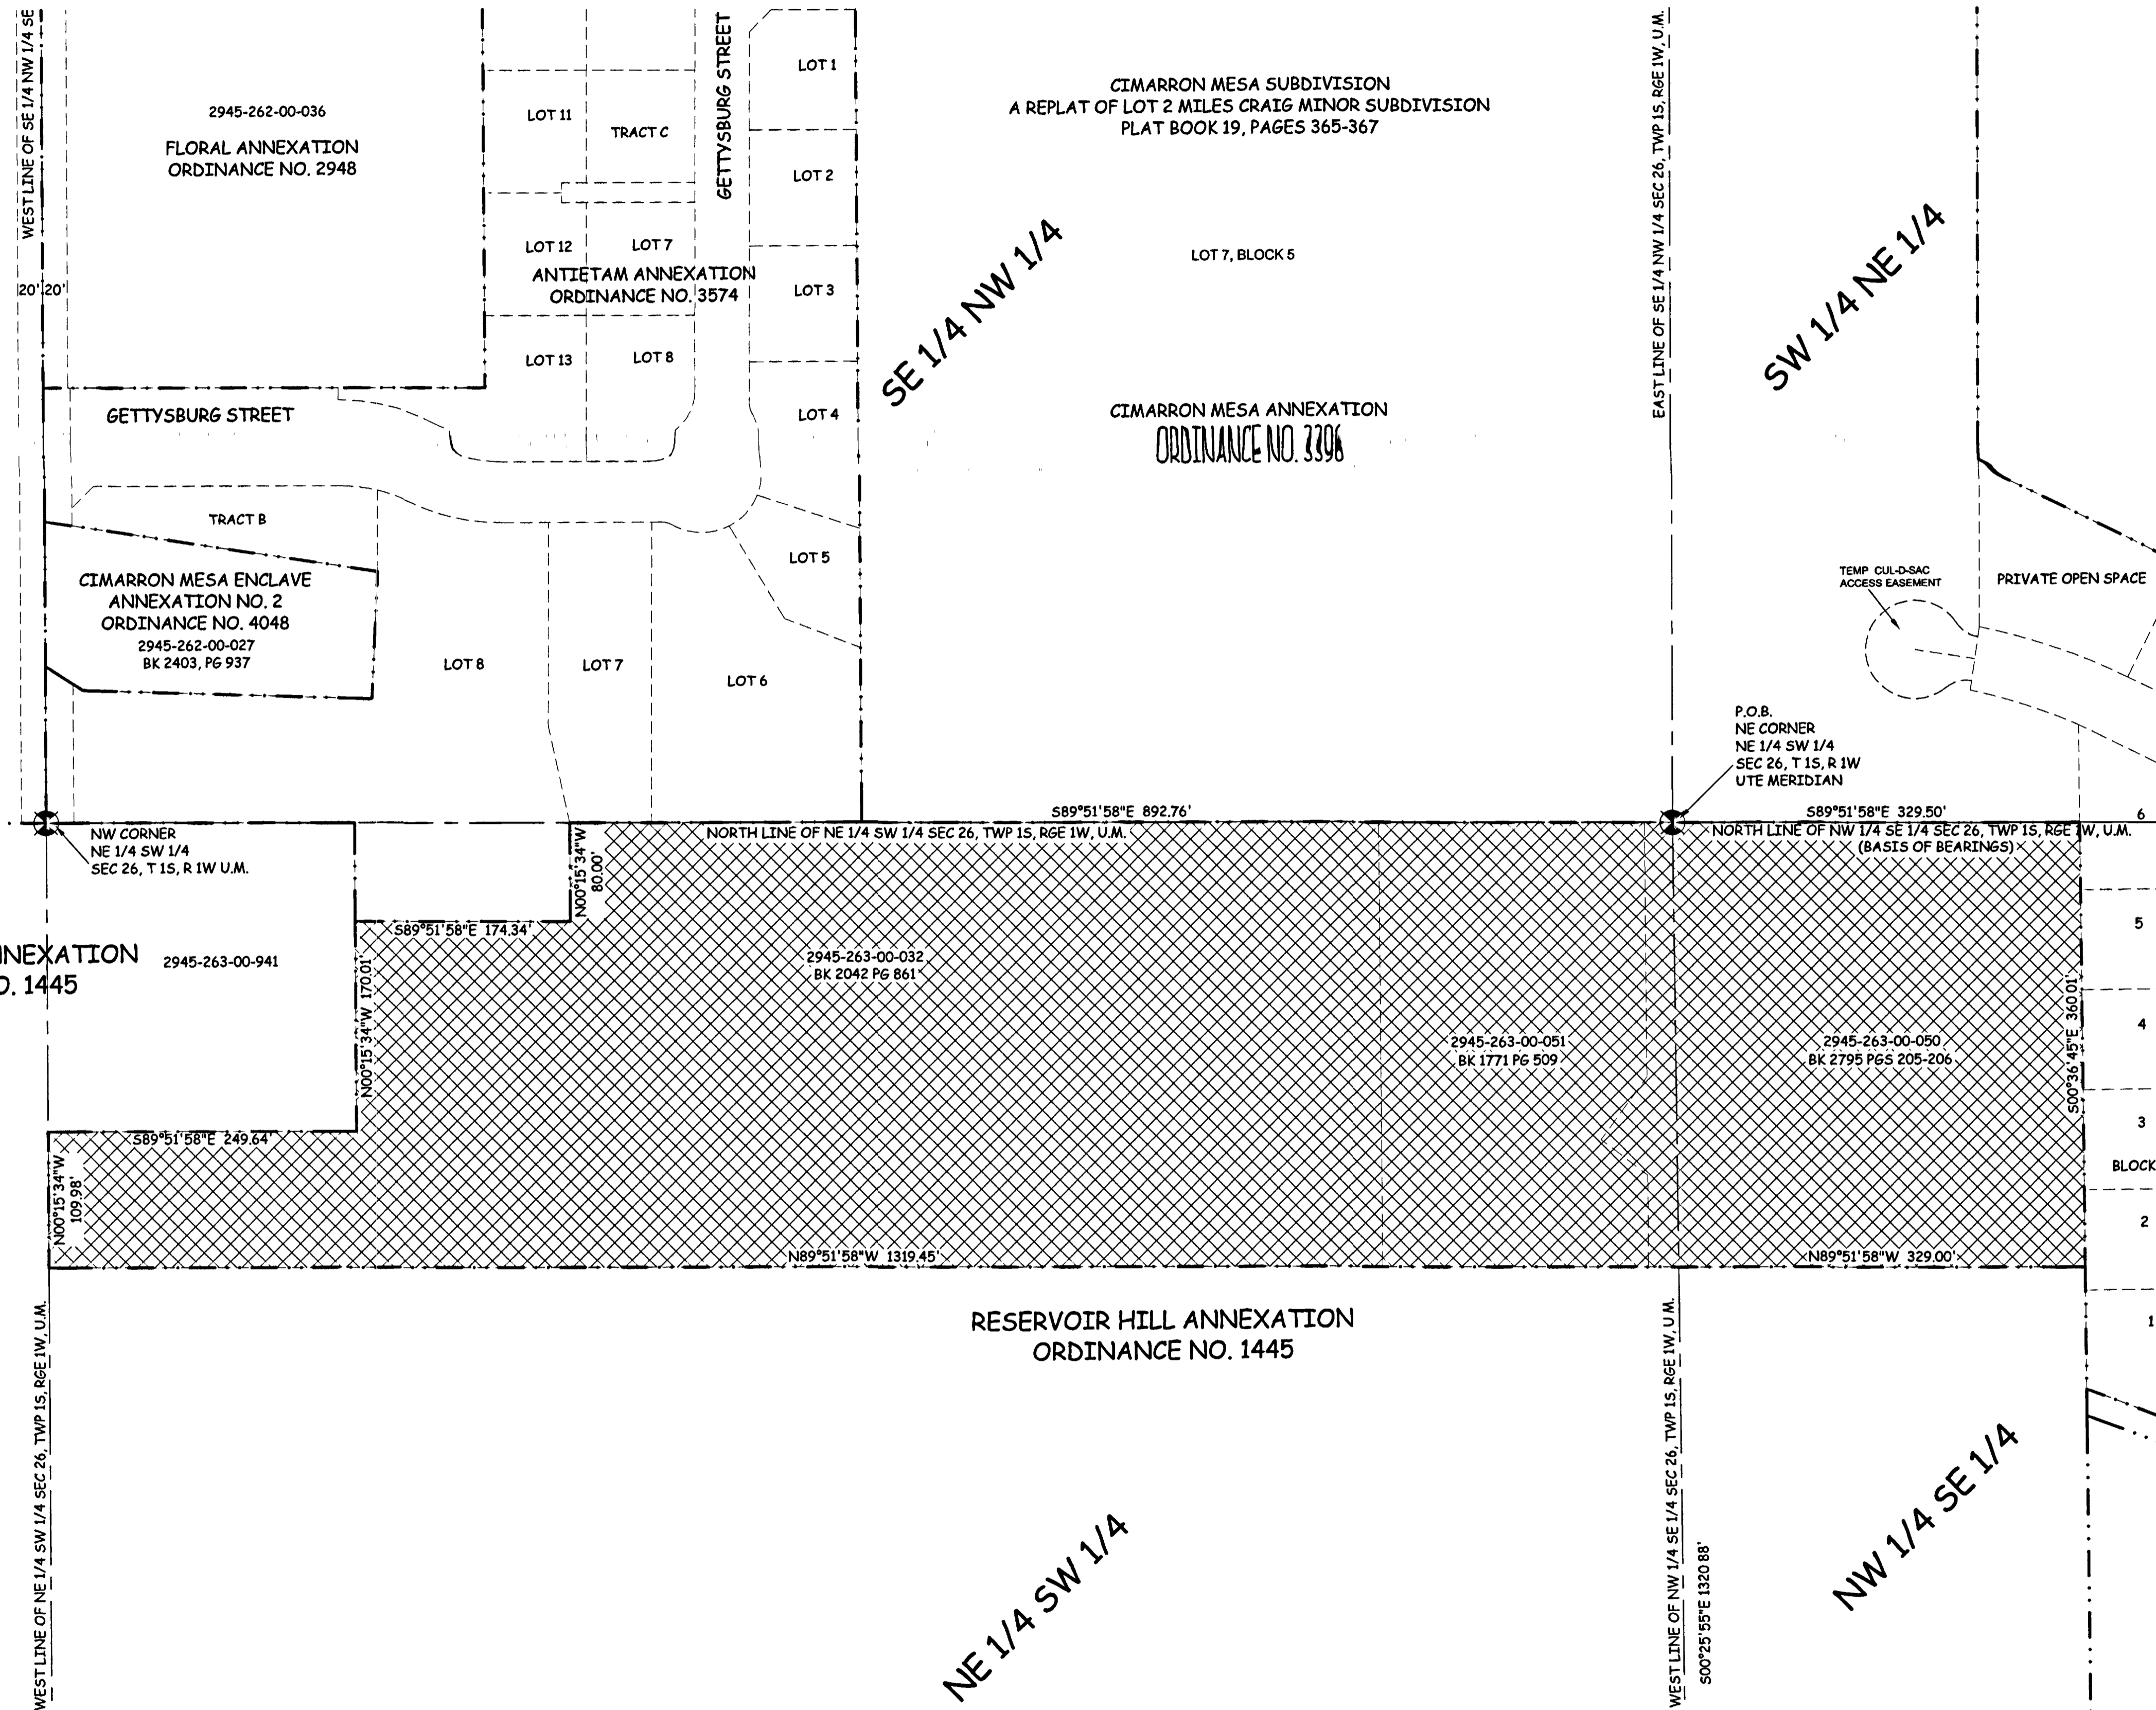 WEST LINE OF SE 1/4 NW 1/4 SE
2945-262-00-036
FLORAL ANNEXATION
ORDINANCE NO. 2948
20' 20'
LOT 11
TRACT C
GETTYSBURG STREET
LOT 1
LOT 2
LOT 12
LOT 7
ANTIETAM ANNEXATION
ORDINANCE NO. 3574
LOT 3
LOT 13
LOT 8
LOT 4
GETTYSBURG STREET
CIMARRON MESA SUBDIVISION
A REPLAT OF LOT 2 MILES CRAIG MINOR SUBDIVISION
PLAT BOOK 19, PAGES 365-367
SE 1/4 NW 1/4
LOT 7, BLOCK 5
CIMARRON MESA ANNEXATION
ORDINANCE NO. 3396
EAST LINE OF SE 1/4 NW 1/4 SEC 26, TWP 1S, RGE 1W, U.M.
SW 1/4 NE 1/4
TRACT B
CIMARRON MESA ENCLAVE
ANNEXATION NO. 2
ORDINANCE NO. 4048
2945-262-00-027
BK 2403, PG 937
LOT 8
LOT 7
LOT 6
LOT 5
TEMP CUL-D-SAC
ACCESS EASEMENT
PRIVATE OPEN SPACE
P.O.B.
NE CORNER
NE 1/4 SW 1/4
SEC 26, T 1S, R 1W
UTE MERIDIAN
S89°51'58"E 892.76'
NORTH LINE OF NE 1/4 SW 1/4 SEC 26, TWP 1S, RGE 1W, U.M.
S89°51'58"E 329.50'
NORTH LINE OF NW 1/4 SE 1/4 SEC 26, TWP 1S, RGE 1W, U.M.
(BASIS OF BEARINGS)
6
NW CORNER
NE 1/4 SW 1/4
SEC 26, T 1S, R 1W U.M.
N00°15'34"W
80.00'
S89°51'58"E 174.34'
NNEXATION
O. 1445
2945-263-00-941
N00°15'34"W 170.01'
2945-263-00-032
BK 2042 PG 861
2945-263-00-051
BK 1771 PG 509
2945-263-00-050
BK 2795 PGS 205-206
S00°36'45"E 360 01'
5
4
3
BLOCK
2
1
S89°51'58"E 249.64'
N00°15'34"W
109.98'
N89°51'58"W 1319.45'
N89°51'58"W 329.00'
RESERVOIR HILL ANNEXATION
ORDINANCE NO. 1445
WEST LINE OF NE 1/4 SW 1/4 SEC 26, TWP 1S, RGE 1W, U.M.
NE 1/4 SW 1/4
WEST LINE OF NW 1/4 SE 1/4 SEC 26, TWP 1S, RGE 1W, U.M.
S00°25'55"E 1320 88'
NW 1/4 SE 1/4